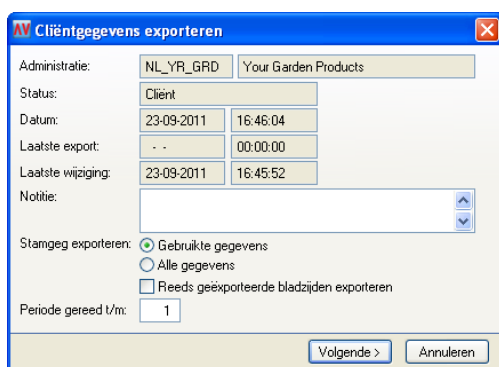 AV Cliëntgegevens exporteren
Administratie: NL_YR_GRD Your Garden Products
Status: Cliënt
Datum: 23-09-2011 16:46:04
Laatste export: - - 00:00:00
Laatste wijziging: 23-09-2011 16:45:52
Notitie:
Stamgeg exporteren: Gebruikte gegevens
Alle gegevens
Reeds geëxporteerde bladzijden exporteren
Periode gereed t/m: 1
Volgende > Annuleren